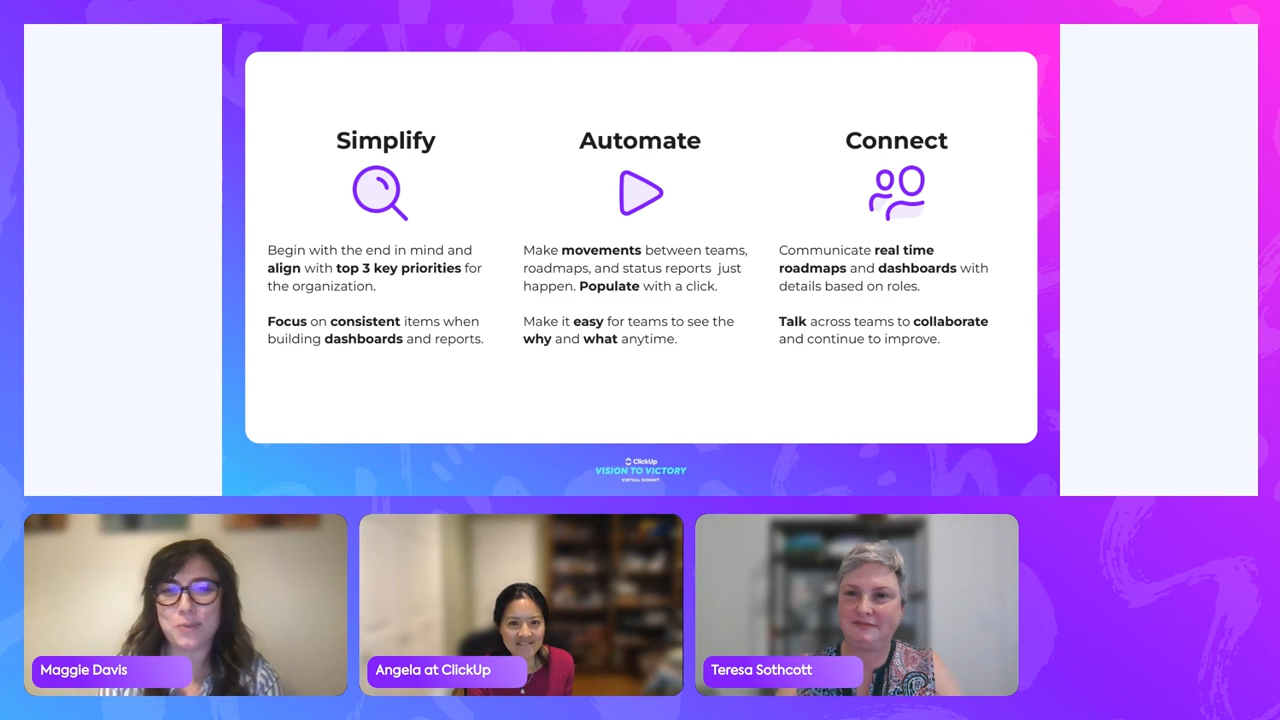 Simplify
Automate
Connect
Begin with the end in mind and
align with top 3 key priorities for
the organization.
Focus on consistent items when
building dashboards and reports.
Make movements between teams,
roadmaps, and status reports  just
happen. Populate with a click.
Make it easy for teams to see the
why and what anytime.
Communicate real time
roadmaps and dashboards with
details based on roles.
Talk across teams to collaborate
and continue to improve.
ClickUp
VISION TO VICTORY
VIRTUAL SUMMIT
Maggie Davis
Angela at ClickUp
Teresa Sothcott